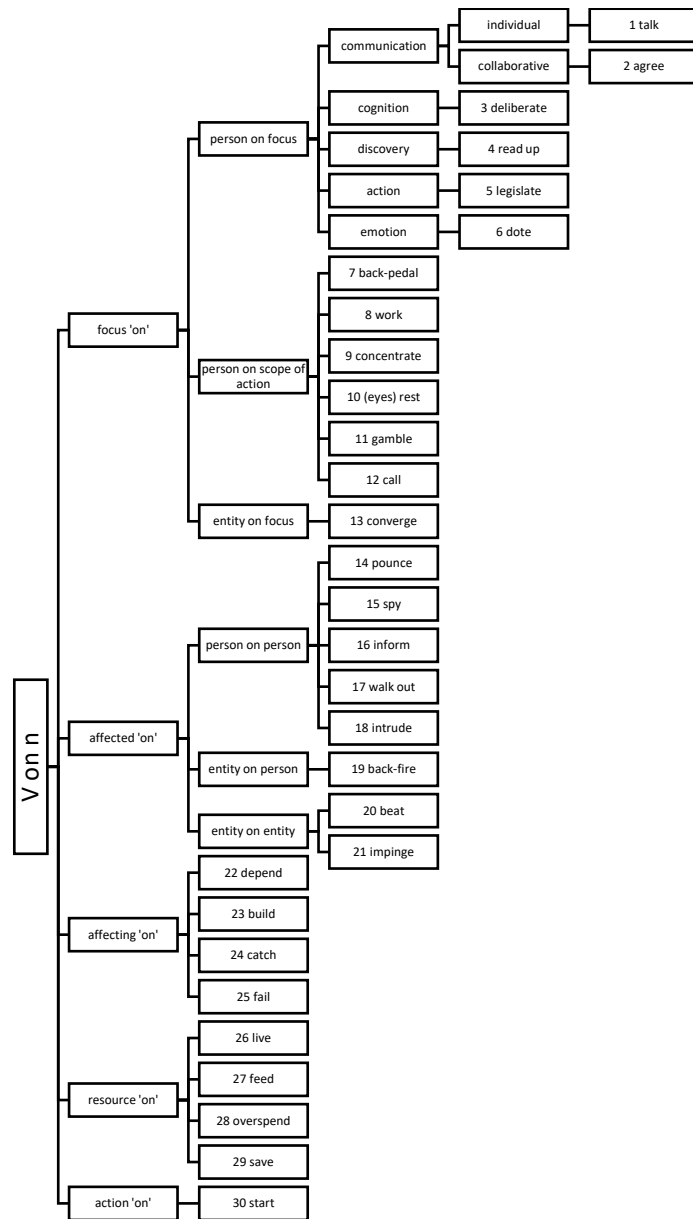 V on n
focus 'on'
person on focus
communication
individual
1 talk
collaborative
2 agree
cognition
3 deliberate
discovery
4 read up
action
5 legislate
emotion
6 dote
person on scope of
action
7 back-pedal
8 work
9 concentrate
10 (eyes) rest
11 gamble
12 call
entity on focus
13 converge
affected 'on'
person on person
14 pounce
15 spy
16 inform
17 walk out
18 intrude
entity on person
19 back-fire
entity on entity
20 beat
21 impinge
affecting 'on'
22 depend
23 build
24 catch
25 fail
resource 'on'
26 live
27 feed
28 overspend
29 save
action 'on'
30 start